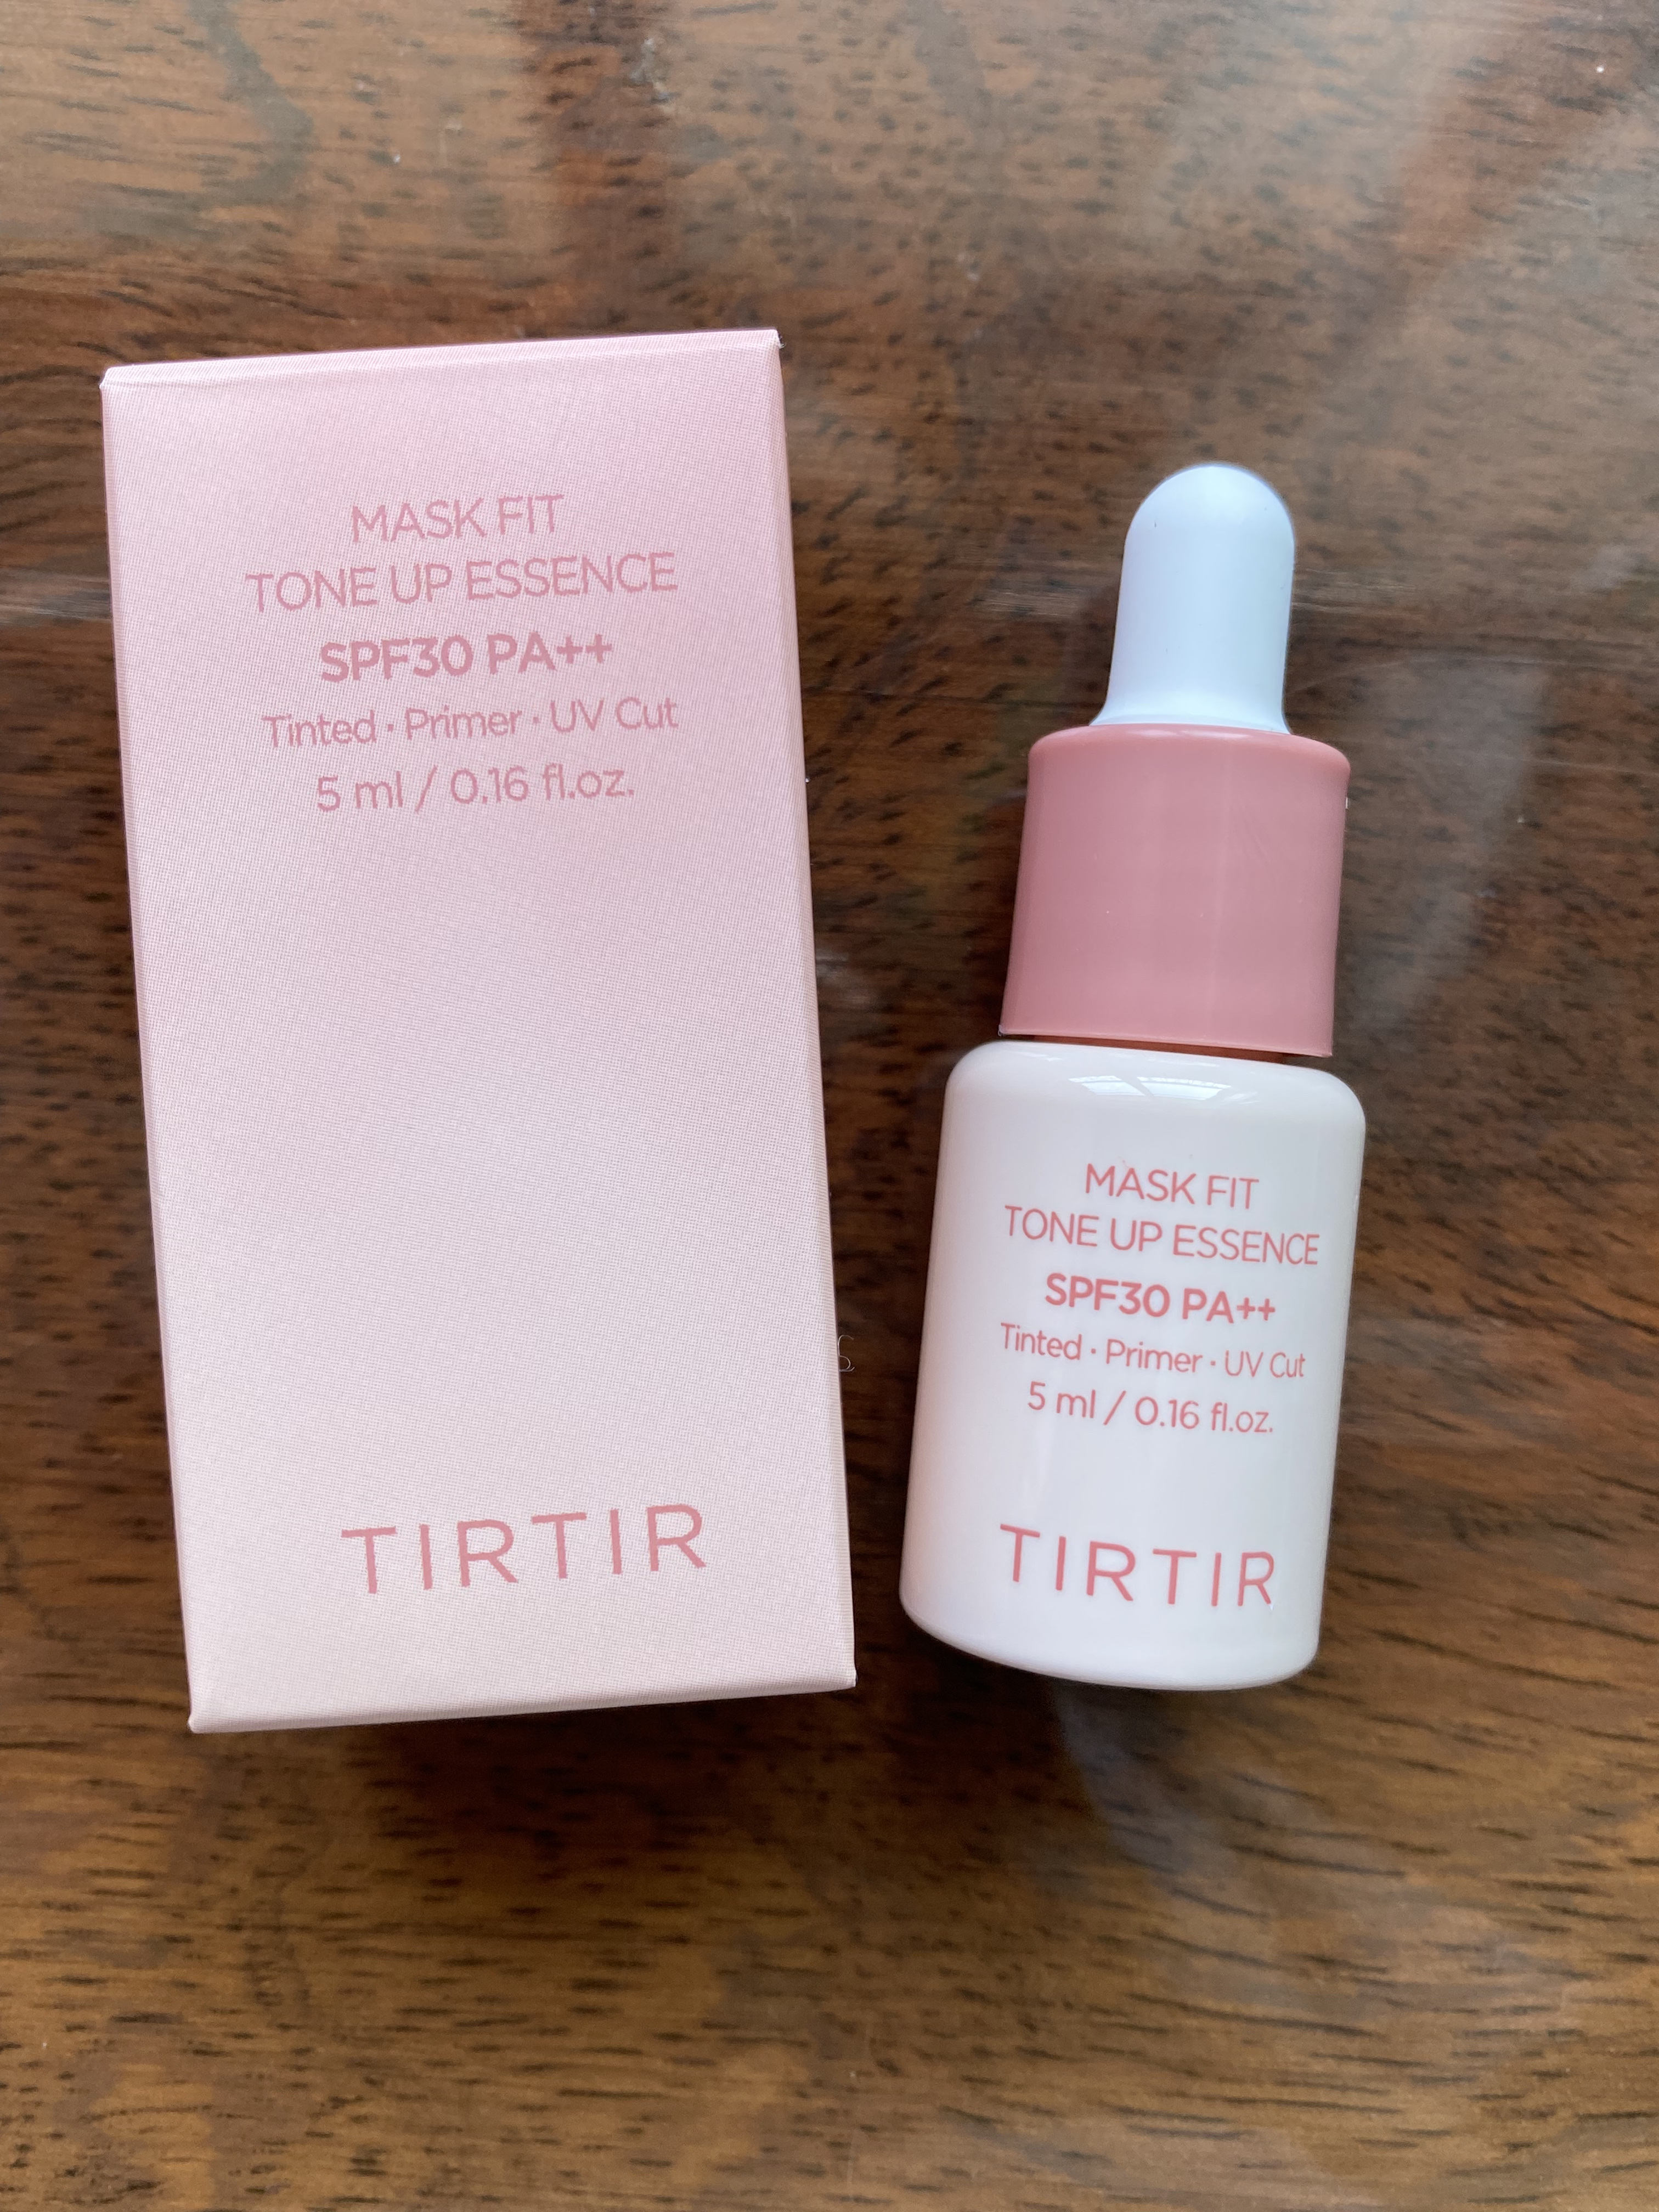 MASK FIT
TONE UP ESSENCE
SPF30 PA++
Tinted · Primer · UV Cut
5 ml / 0.16 fl.oz.
TIRTIR
MASK FIT
TONE UP ESSENCE
SPF30 PA++
Tinted · Primer · UV Cut
5 ml / 0.16 fl.oz.
TIRTIR